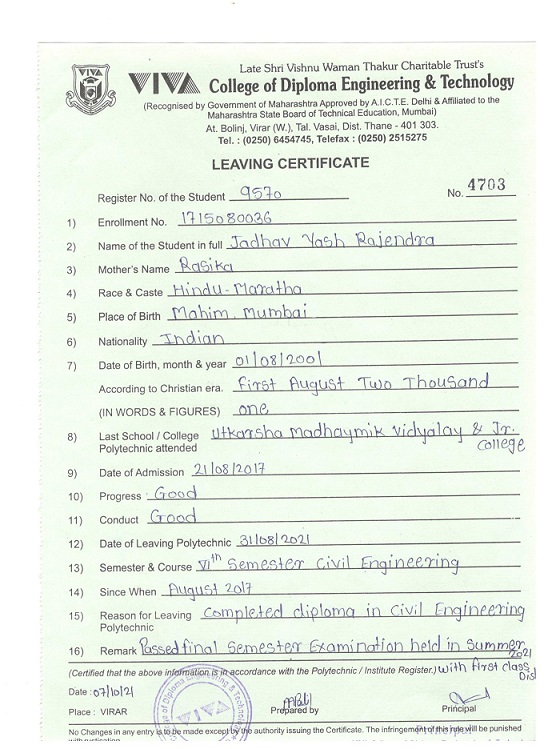 VIVA
Late Shri Vishnu Waman Thakur Charitable Trust's
VIVA College of Diploma Engineering & Technology
(Recognised by Government of Maharashtra Approved by A.I.C.T.E. Delhi & Affiliated to the
Maharashtra State Board of Technical Education, Mumbai)
At. Bolinj, Virar (W.), Tal. Vasai, Dist. Thane - 401 303.
Tel. : (0250) 6454745, Telefax : (0250) 2515275
LEAVING CERTIFICATE
Register No. of the Student 9570 No. 4703
1) Enrollment No. 1715080036
2) Name of the Student in full Jadhav Yash Rajendra
3) Mother's Name Rasika
4) Race & Caste Hindu-Maratha
5) Place of Birth Mahim, Mumbai
6) Nationality Indian
7) Date of Birth, month & year 01/08/2001
According to Christian era. First August Two Thousand
(IN WORDS & FIGURES) one
8) Last School / College Utkarsha Madhaymik Vidyalay & Jr.
Polytechnic attended College
9) Date of Admission 21/08/2017
10) Progress : Good
11) Conduct Good
12) Date of Leaving Polytechnic 31/08/2021
13) Semester & Course VIth Semester Civil Engineering
14) Since When August 2017
15) Reason for Leaving Completed diploma in Civil Engineering
Polytechnic
16) Remark Passed final Semester Examination held in Summer
2021
(Certified that the above information is in accordance with the Polytechnic / Institute Register.) with first class
Dist
Date : 07/10/21
Place : VIRAR
Prepared by Principal
College of Diploma Engineering & Technology
VIVA
No Changes in any entry is to be made except by the authority issuing the Certificate. The infringement of this rule will be punished